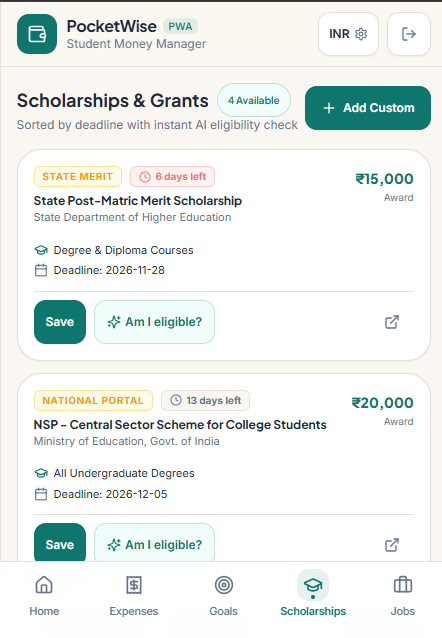 PocketWise PWA
Student Money Manager
INR
Scholarships & Grants
4 Available
Add Custom
Sorted by deadline with instant AI eligibility check
STATE MERIT
6 days left
₹15,000
Award
State Post-Matric Merit Scholarship
State Department of Higher Education
Degree & Diploma Courses
Deadline: 2026-11-28
Save
Am I eligible?
NATIONAL PORTAL
13 days left
₹20,000
Award
NSP - Central Sector Scheme for College Students
Ministry of Education, Govt. of India
All Undergraduate Degrees
Deadline: 2026-12-05
Save
Am I eligible?
Home
Expenses
Goals
Scholarships
Jobs